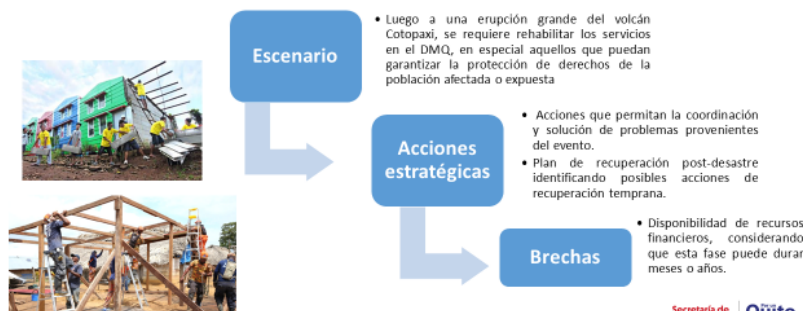 Escenario
• Luego a una erupción grande del volcán
Cotopaxi, se requiere rehabilitar los servicios
en el DMQ, en especial aquellos que puedan
garantizar la protección de derechos de la
población afectada o expuesta
Acciones
estratégicas
• Acciones que permitan la coordinación
y solución de problemas provenientes
del evento.
• Plan de recuperación post-desastre
identificando posibles acciones de
recuperación temprana.
Brechas
• Disponibilidad de recursos
financieros, considerando
que esta fase puede durar
meses o años.
Secretaría de
Quito